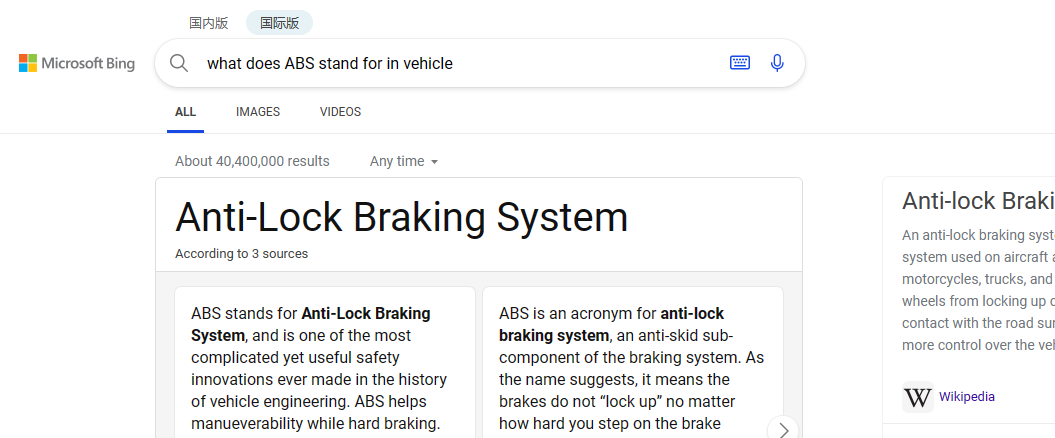 国内版 国际版
Microsoft Bing
what does ABS stand for in vehicle
ALL IMAGES VIDEOS
About 40,400,000 results Any time
Anti-Lock Braking System
According to 3 sources
ABS stands for Anti-Lock Braking
System, and is one of the most
complicated yet useful safety
innovations ever made in the history
of vehicle engineering. ABS helps
manueverability while hard braking.
ABS is an acronym for anti-lock
braking system, an anti-skid sub-
component of the braking system. As
the name suggests, it means the
brakes do not “lock up” no matter
how hard you step on the brake
Anti-lock Braki
An anti-lock braking syst
system used on aircraft a
motorcycles, trucks, and
wheels from locking up
contact with the road sur
more control over the veh
W Wikipedia